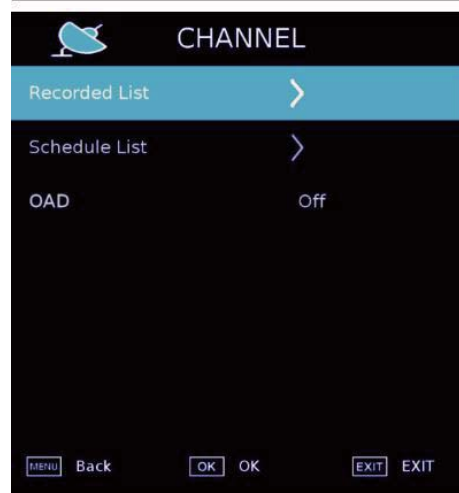 CHANNEL
Recorded List
Schedule List
OAD Off
MENU Back OK OK EXIT EXIT